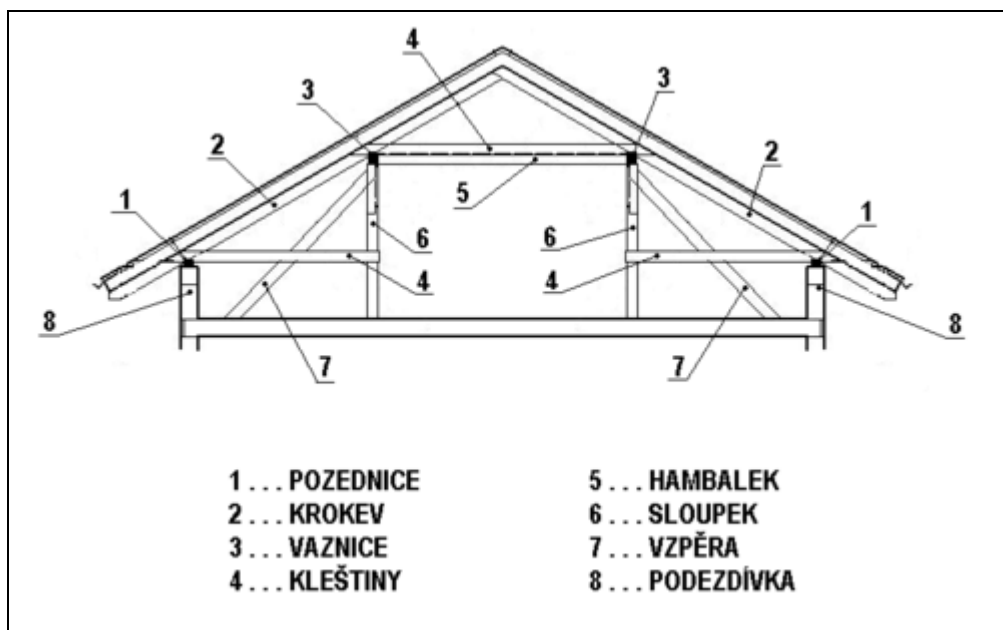 4
3 3
2 2
1 5 1
6 6
4 4
8 8
7 7
1 . . . POZEDNICE 5 . . . HAMBALEK
2 . . . KROKEV 6 . . . SLOUPEK
3 . . . VAZNICE 7 . . . VZPĚRA
4 . . . KLEŠTINY 8 . . . PODEZDÍVKA